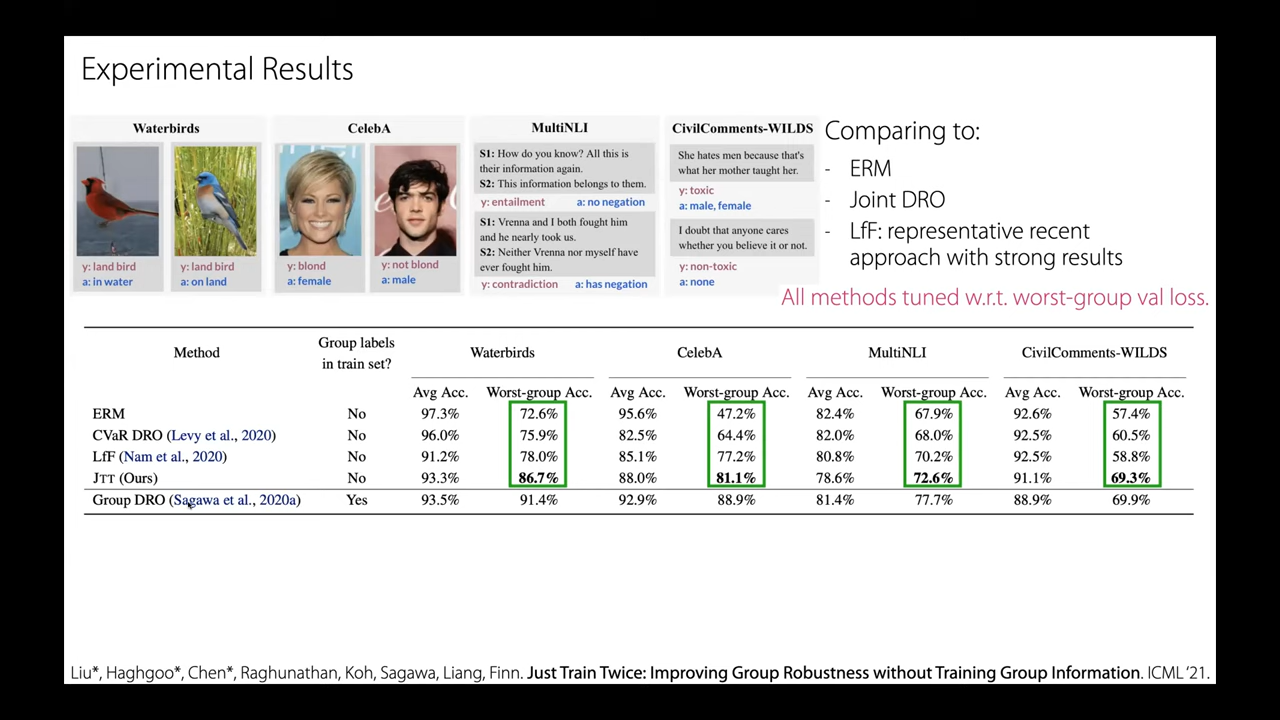 Experimental Results
Waterbirds
y: land bird
a: in water
y: land bird
a: on land
CelebA
y: blond
a: female
y: not blond
a: male
MultiNLI
S1: How do you know? All this is
their information again.
S2: This information belongs to them.
y: entailment a: no negation
S1: Vrenna and I both fought him
and he nearly took us.
S2: Neither Vrenna nor myself have
ever fought him.
y: contradiction a: has negation
CivilComments-WILDS
She hates men because that's
what her mother taught her.
y: toxic
a: male, female
I doubt that anyone cares
whether you believe it or not.
y: non-toxic
a: none
Comparing to:
- ERM
- Joint DRO
- LfF: representative recent
approach with strong results
All methods tuned w.r.t. worst-group val loss.
Method Group labels in train set? Waterbirds CelebA MultiNLI CivilComments-WILDS
Avg Acc. Worst-group Acc. Avg Acc. Worst-group Acc. Avg Acc. Worst-group Acc. Avg Acc. Worst-group Acc.
ERM No 97.3% 72.6% 95.6% 47.2% 82.4% 67.9% 92.6% 57.4%
CVaR DRO (Levy et al., 2020) No 96.0% 75.9% 82.5% 64.4% 82.0% 68.0% 92.5% 60.5%
LfF (Nam et al., 2020) No 91.2% 78.0% 85.1% 77.2% 80.8% 70.2% 92.5% 58.8%
JTT (Ours) No 93.3% 86.7% 88.0% 81.1% 78.6% 72.6% 91.1% 69.3%
Group DRO (Sagawa et al., 2020a) Yes 93.5% 91.4% 92.9% 88.9% 81.4% 77.7% 88.9% 69.9%
Liu*, Haghgoo*, Chen*, Raghunathan, Koh, Sagawa, Liang, Finn. Just Train Twice: Improving Group Robustness without Training Group Information. ICML '21.